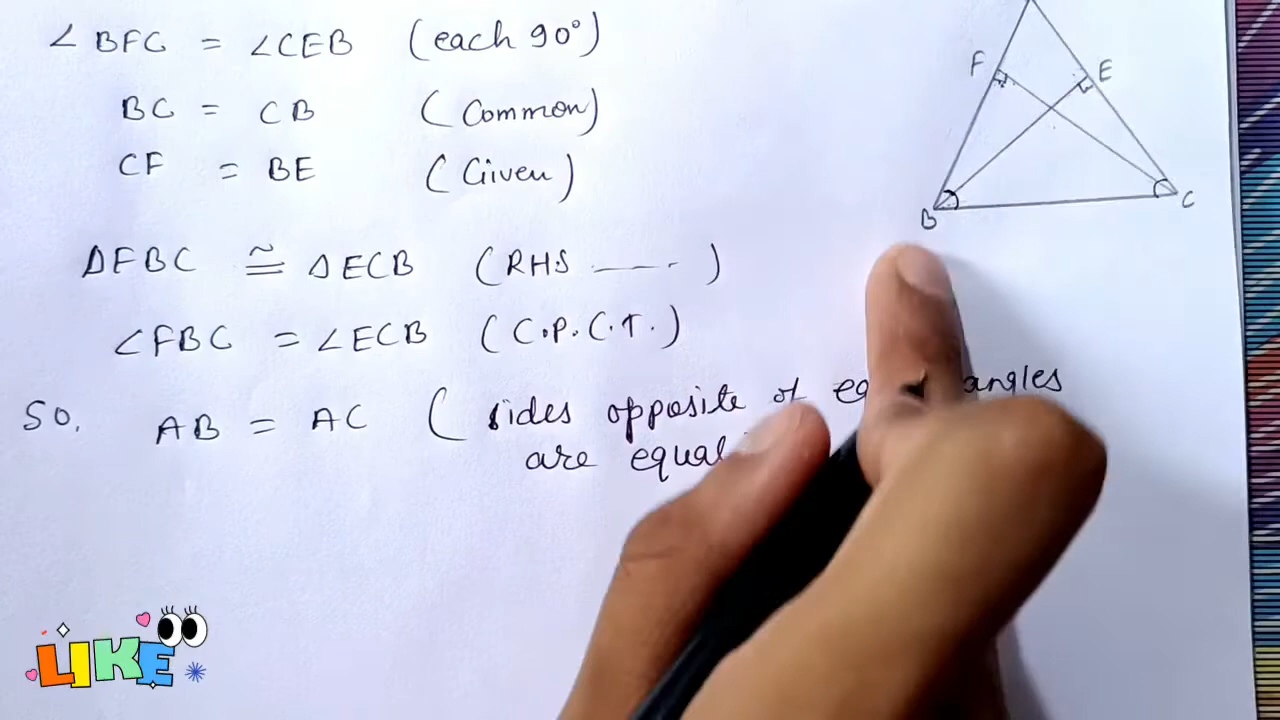 ∠BFC = ∠CEB (each 90°)
BC = CB (Common)
CF = BE (Given)
ΔFBC ≅ ΔECB (RHS ——-)
∠FBC = ∠ECB (C.P.C.T.)
So, AB = AC (sides opposite of angles
are equal
F
E
B
C
LIKE